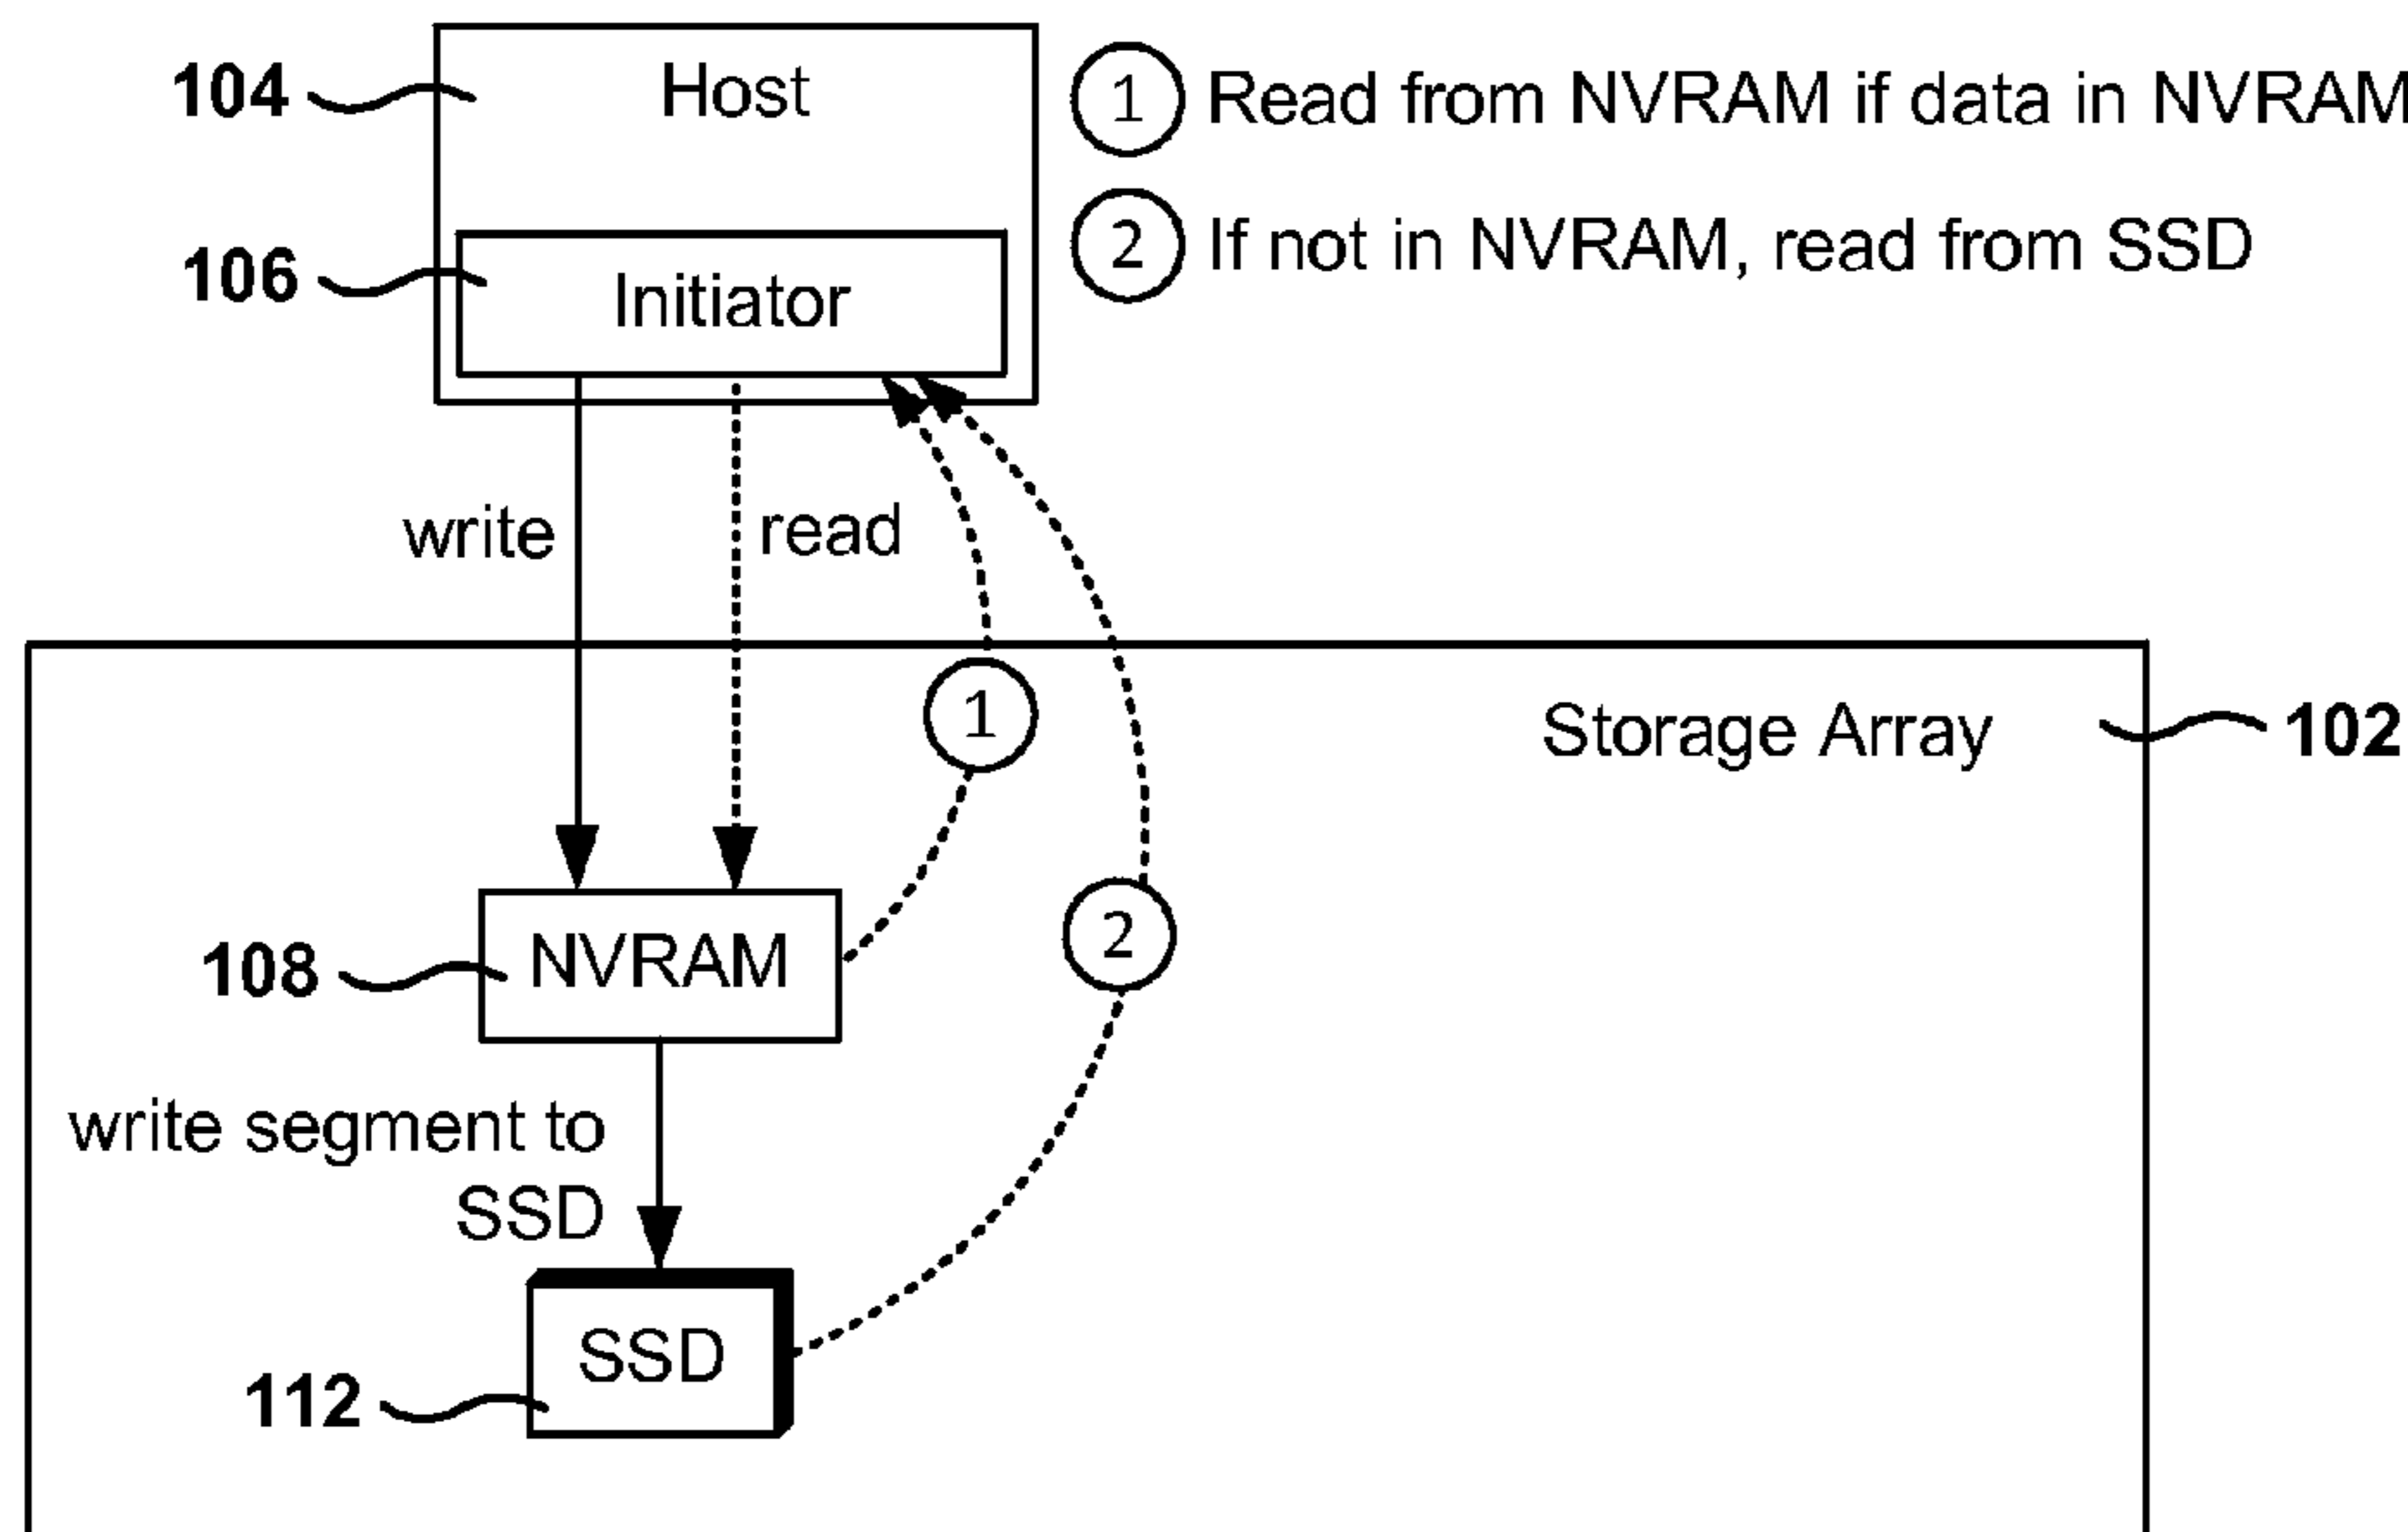 104
Host
① Read from NVRAM if data in NVRAM
106
Initiator
② If not in NVRAM, read from SSD
write
read
①
Storage Array
102
②
108
NVRAM
write segment to
SSD
SSD
112